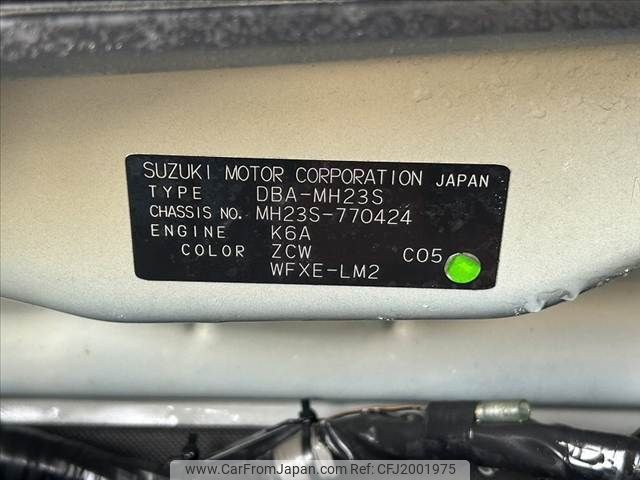 SUZUKI MOTOR CORPORATION JAPAN
TYPE DBA-MH23S
CHASSIS NO. MH23S-770424
ENGINE K6A
COLOR ZCW C05
WFXE-LM2
www.CarFromJapan.com CFJ2001975